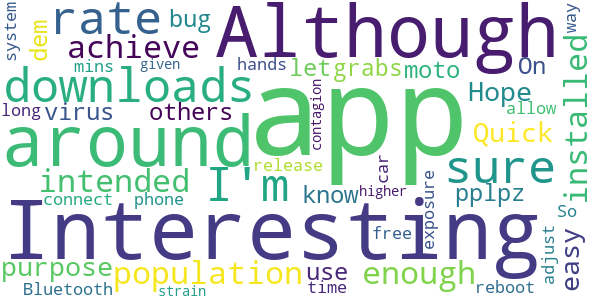 system
dem
rate
bug
Although
way
achieve
mins
given
hands
letgrabs
moto
On
installed
downloads
app
Hope
allow
long
virus
others
contagion
around
Quick
sure
I'm
release
car
intended
know
higher
pplpz
easy
connect
phone
Interesting
exposure
So
free
adjust
purpose
population
use
enough
Bluetooth
strain
time
reboot